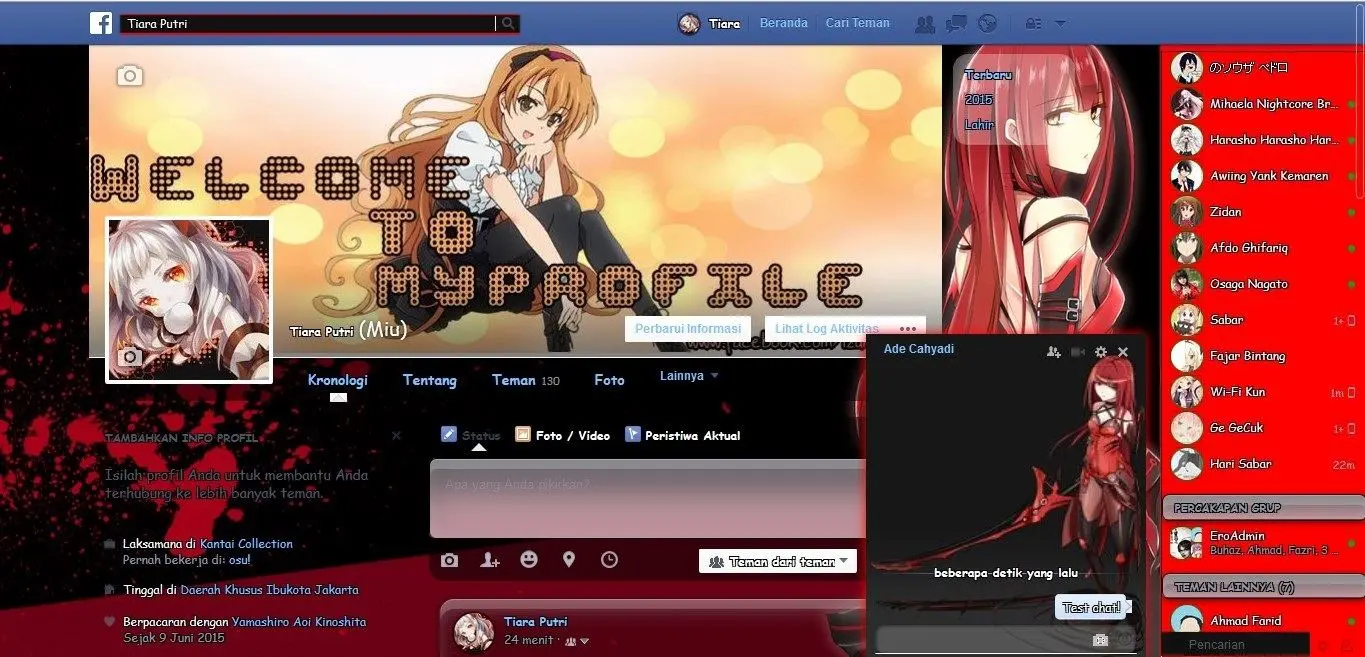 Tiara Putri
Tiara
Beranda
Cari Teman
WELCOME
TO
MYPROFILE
Tiara Putri (Miu)
Perbarui Informasi
Lihat Log Aktivitas
Terbaru
2015
Lahir
Kronologi
Tentang
Teman 130
Foto
Lainnya
TAMBAHKAN INFO PROFIL
Isilah profil Anda untuk membantu Anda
terhubung ke lebih banyak teman.
Laksamana di Kantai Collection
Pernah bekerja di: osu!
Tinggal di Daerah Khusus Ibukota Jakarta
Berpacaran dengan Yamashiro Aoi Kinoshita
Sejak 9 Juni 2015
Status
Foto / Video
Peristiwa Aktual
Apa yang Anda pikirkan?
Teman dari teman
Tiara Putri
24 menit ·
Ade Cahyadi
beberapa detik yang lalu
Test chat!
のソウザ ペドロ
Mihaela Nightcore Br...
Harasho Harasho Har...
Awiing Yank Kemaren
Zidan
Afdo Ghifariq
Osaga Nagato
Sabar
Fajar Bintang
Wi-Fi Kun 1m
Ge GeCuk
Hari Sabar 22m
PERCAKAPAN GRUP
EroAdmin
Buhaz, Ahmad, Fazri, 3 ...
TEMAN LAINNYA (7)
Ahmad Farid
Pencarian